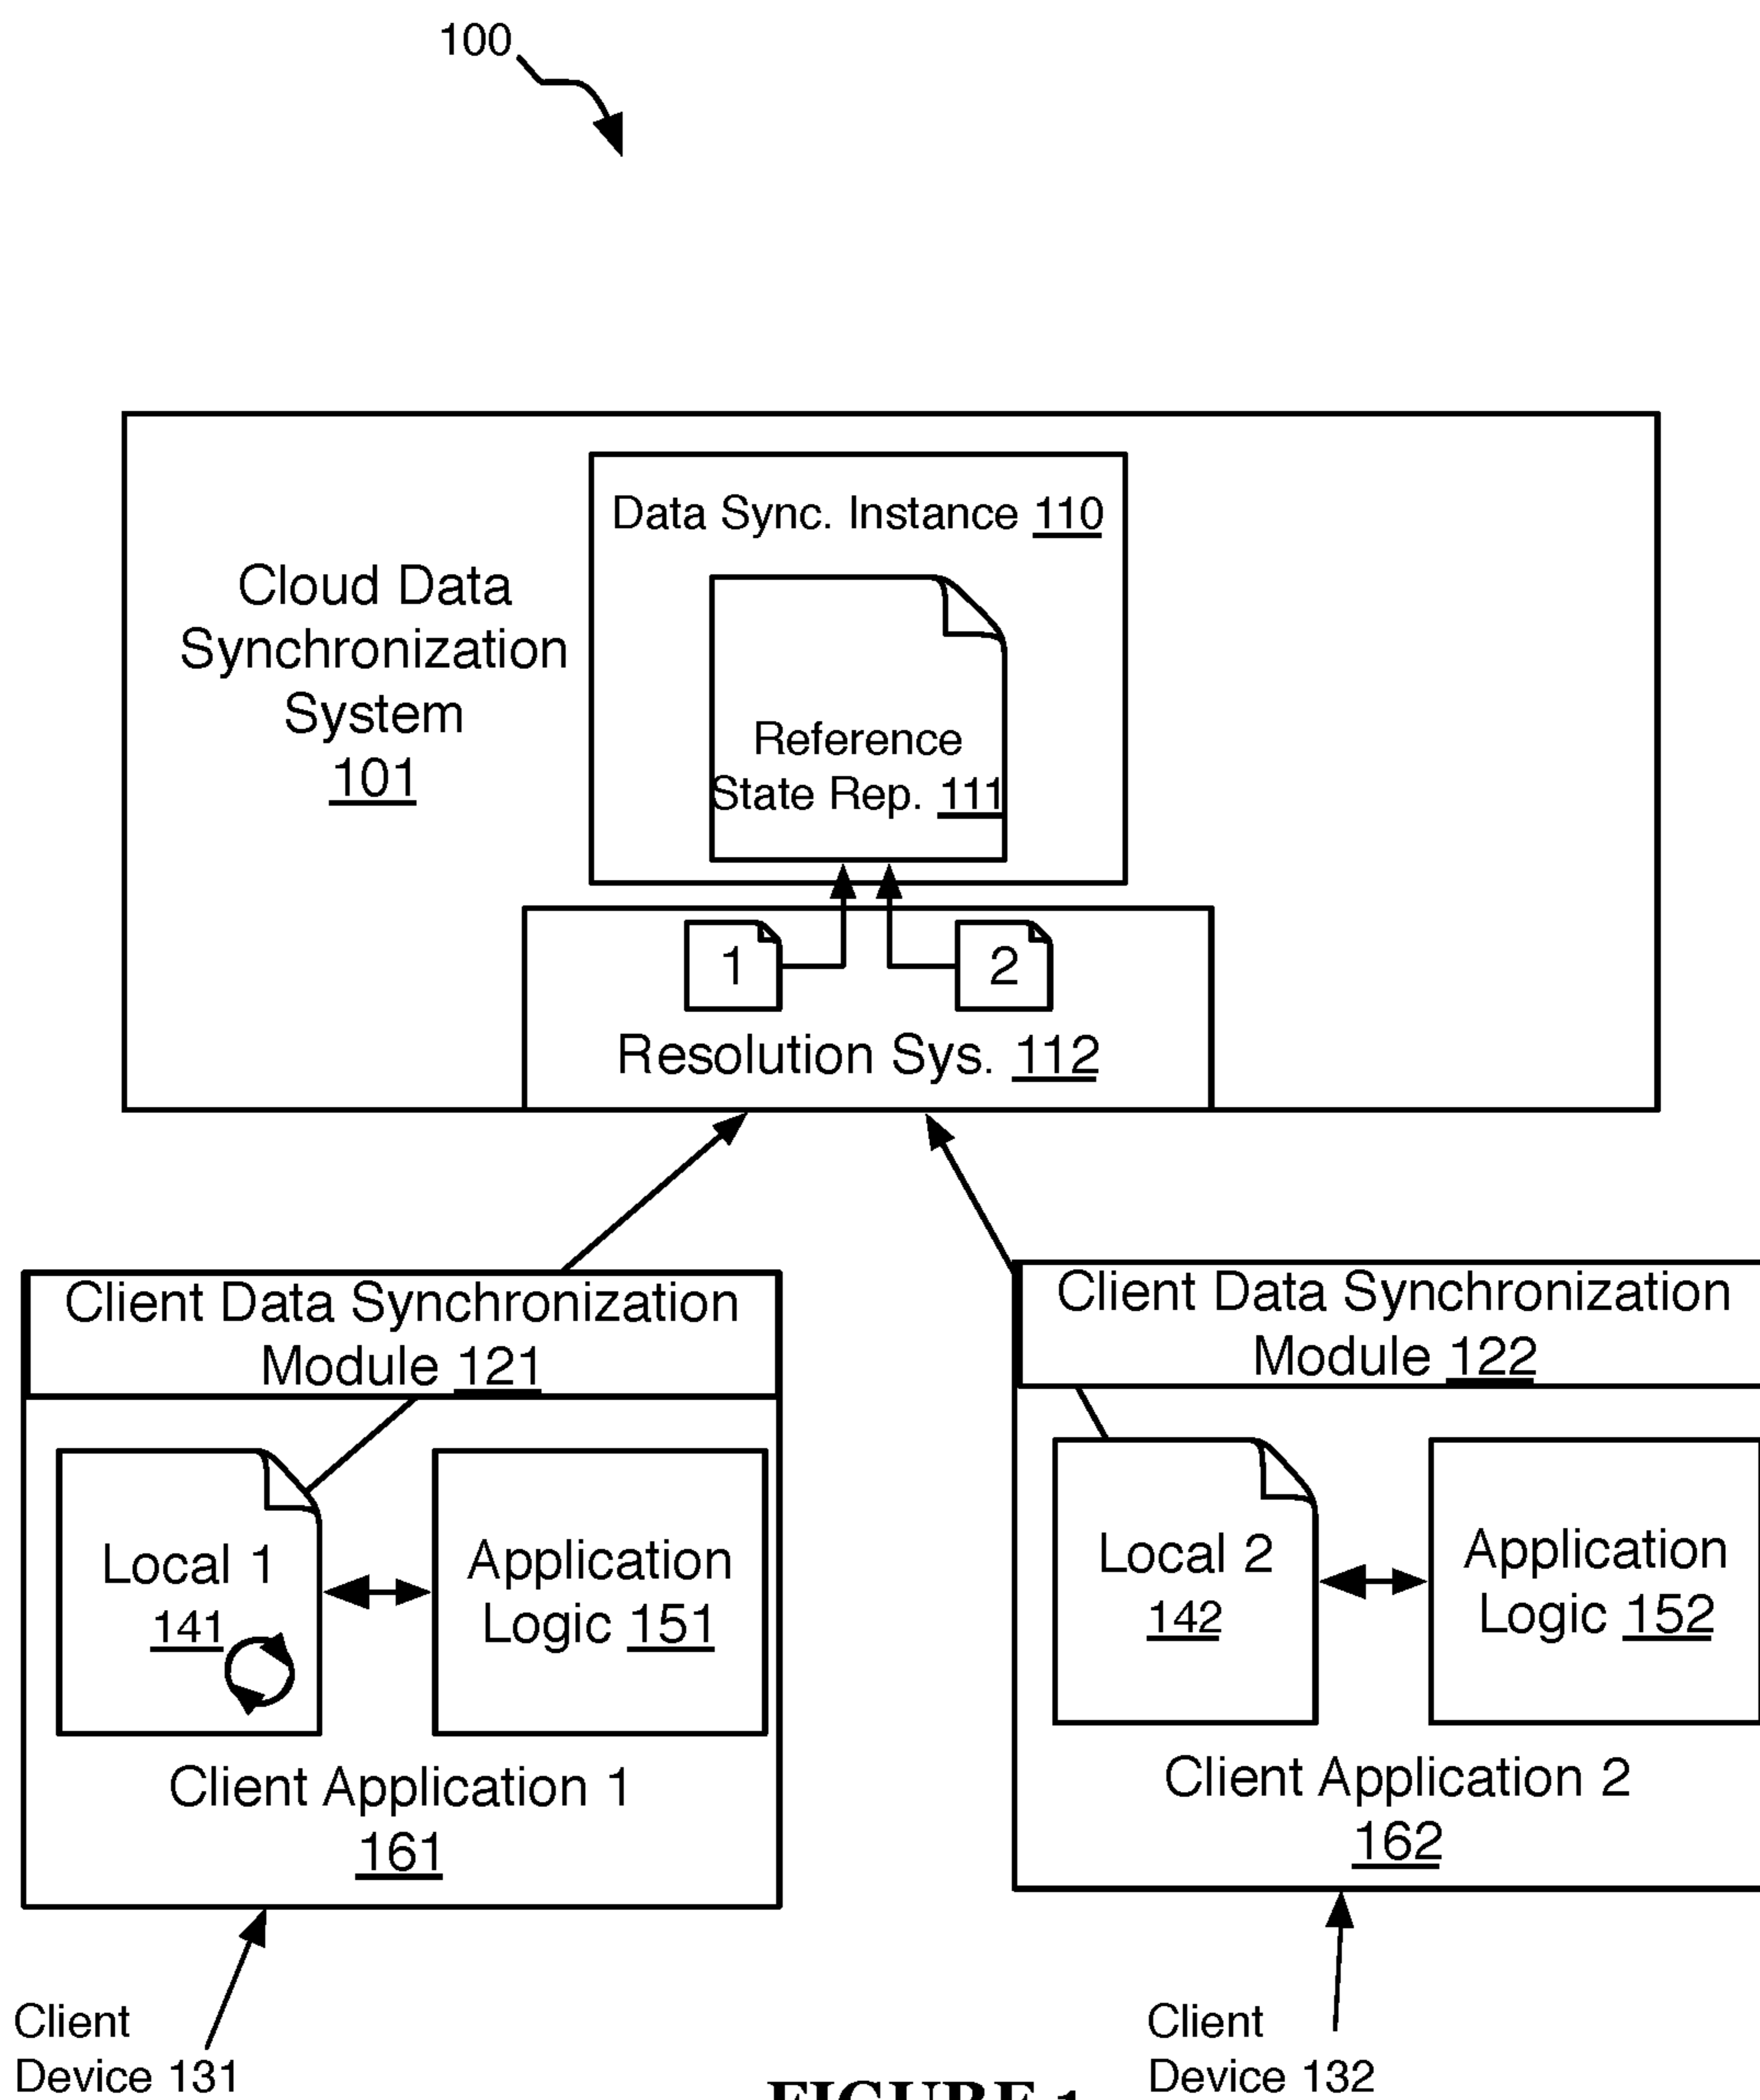 100
Data Sync. Instance 110
Cloud Data
Synchronization
System
101
Reference
State Rep. 111
1
2
Resolution Sys. 112
Client Data Synchronization
Module 121
Local 1
141
Application
Logic 151
Client Application 1
161
Client Data Synchronization
Module 122
Local 2
142
Application
Logic 152
Client Application 2
162
Client
Device 131
Client
Device 132
FIGURE 1